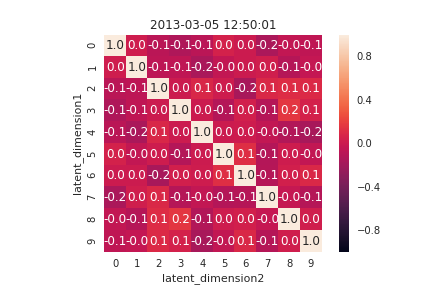 2013-03-05 12:50:01
latent_dimension1
0 1.0 0.0 -0.1 -0.1 -0.1 0.0 0.0 -0.2 -0.0 -0.1
1 0.0 1.0 -0.1 -0.1 -0.2 -0.0 0.0 0.0 -0.1 -0.0
2 -0.1 -0.1 1.0 0.0 0.1 0.0 -0.2 0.1 0.1 0.1
3 -0.1 -0.1 0.0 1.0 0.0 -0.1 0.0 -0.1 0.2 0.1
4 -0.1 -0.2 0.1 0.0 1.0 0.0 0.0 -0.0 -0.1 -0.2
5 0.0 -0.0 0.0 -0.1 0.0 1.0 0.1 -0.1 0.0 0.0
6 0.0 0.0 -0.2 0.0 0.0 0.1 1.0 -0.1 0.0 0.1
7 -0.2 0.0 0.1 -0.1 -0.0 -0.1 -0.1 1.0 0.0 -0.1
8 -0.0 -0.1 0.1 0.2 -0.1 0.0 0.0 0.0 1.0 0.0
9 -0.1 -0.0 0.1 0.1 -0.2 0.0 0.1 -0.1 0.0 1.0
0 1 2 3 4 5 6 7 8 9
latent_dimension2
0.8
0.4
0.0
−0.4
−0.8